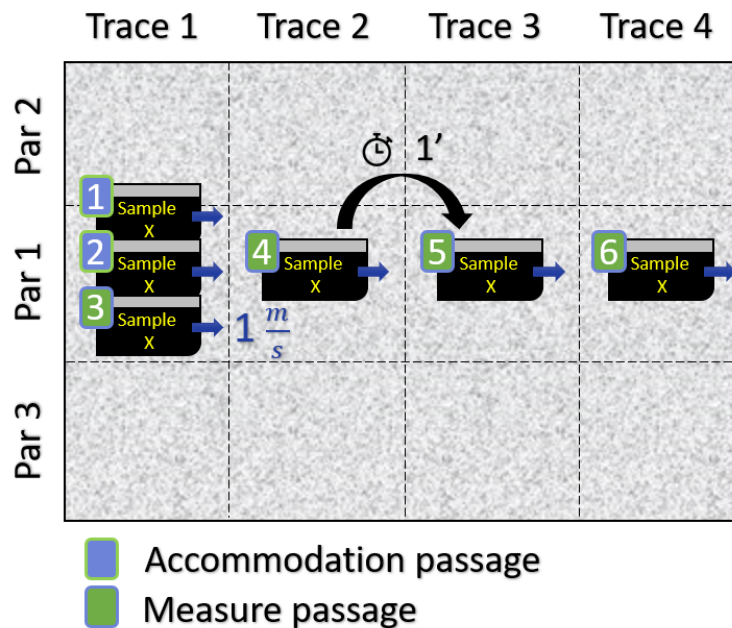 Trace 1 Trace 2 Trace 3 Trace 4
Par 2
1'
1 Sample X
Par 1
2 Sample X
4 Sample X
5 Sample X
6 Sample X
3 Sample X
1 m/s
Par 3
Accommodation passage
Measure passage